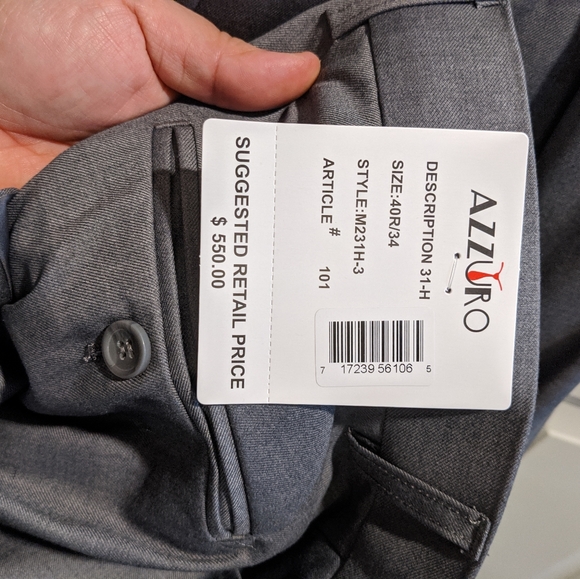 AZZURO
DESCRIPTION 31-H
SIZE:40R/34
STYLE:M231H-3
ARTICLE # 101
7 17239 56106 5
SUGGESTED RETAIL PRICE
$ 550.00